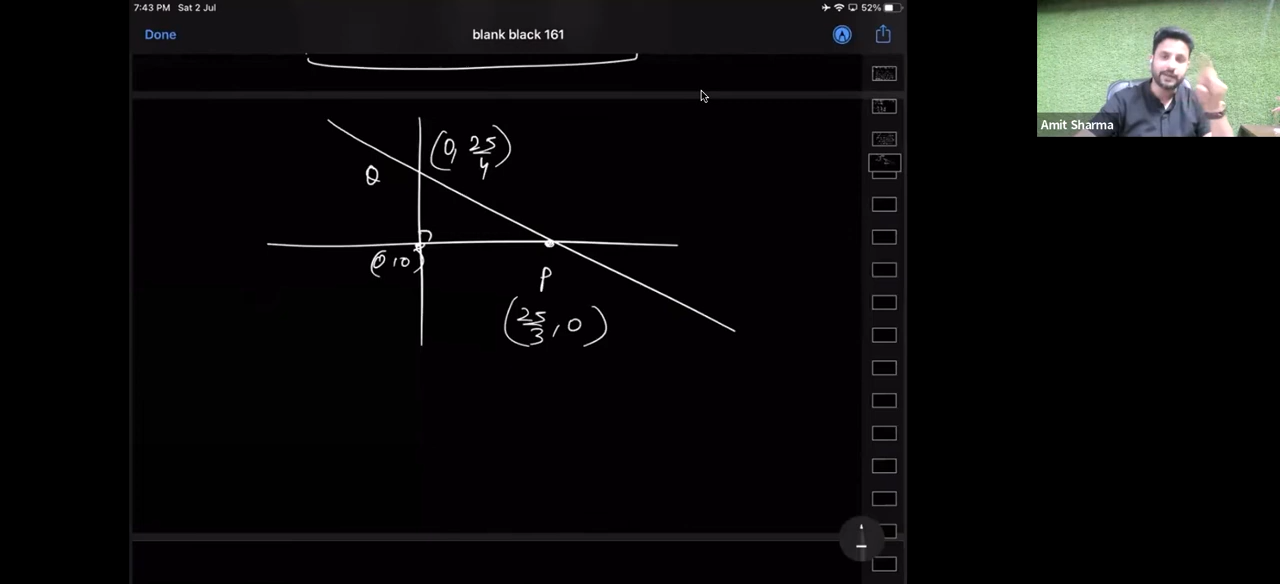 7:43 PM Sat 2 Jul
52%
Done
blank black 161
Amit Sharma
(0, 25/4)
Q
(0,0)
P
(25/3, 0)